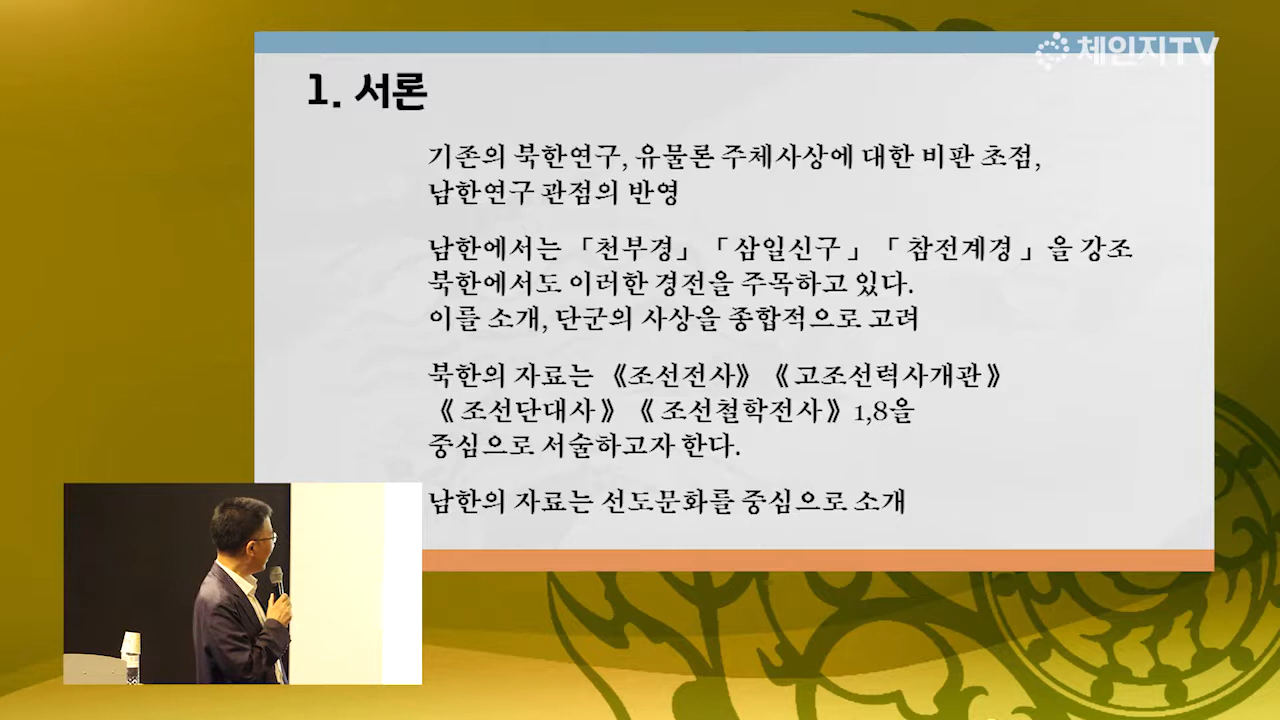 체인지TV
1. 서론
기존의 북한연구, 유물론 주체사상에 대한 비판 초점,
남한연구 관점의 반영
남한에서는 「천부경」 「삼일신구」 「참전계경」을 강조
북한에서도 이러한 경전을 주목하고 있다.
이를 소개, 단군의 사상을 종합적으로 고려
북한의 자료는 《조선전사》 《고조선력사개관》
《조선단대사》 《조선철학전사》 1,8을
중심으로 서술하고자 한다.
남한의 자료는 선도문화를 중심으로 소개